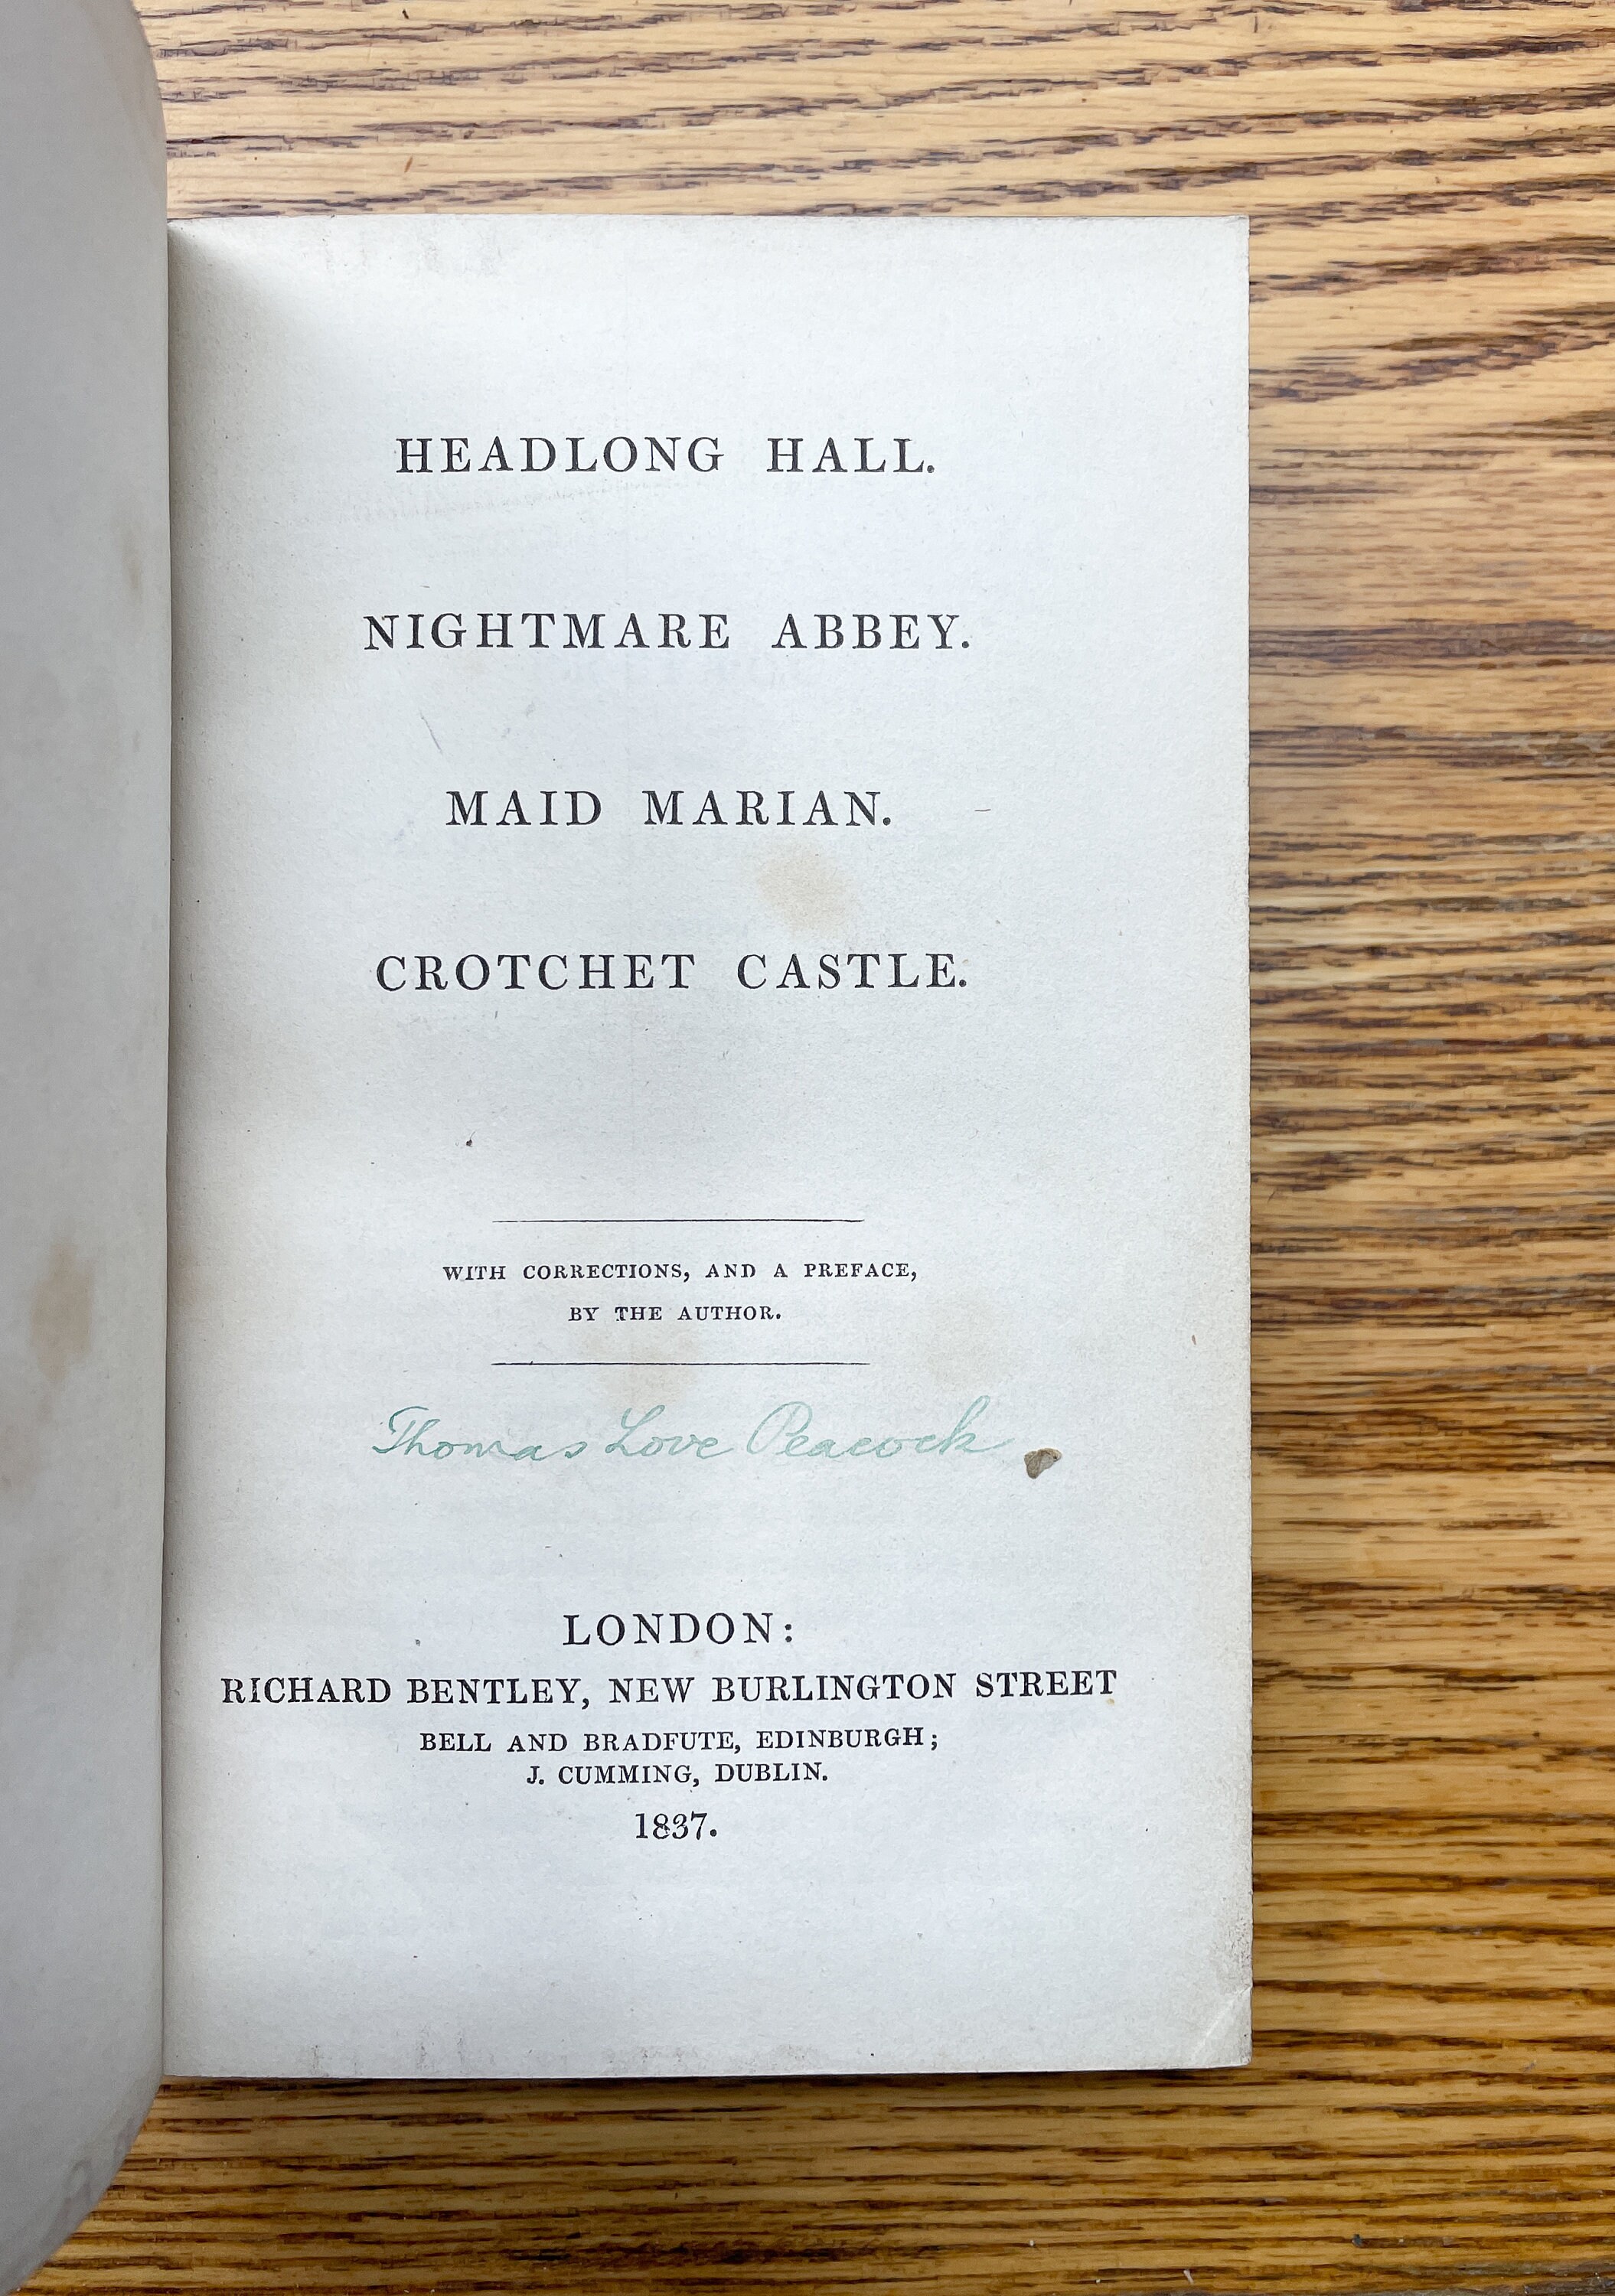 HEADLONG HALL.
NIGHTMARE ABBEY.
MAID MARIAN.
CROTCHET CASTLE.
WITH CORRECTIONS, AND A PREFACE,
BY THE AUTHOR.
Thomas Love Peacock
LONDON:
RICHARD BENTLEY, NEW BURLINGTON STREET
BELL AND BRADFUTE, EDINBURGH;
J. CUMMING, DUBLIN.
1837.